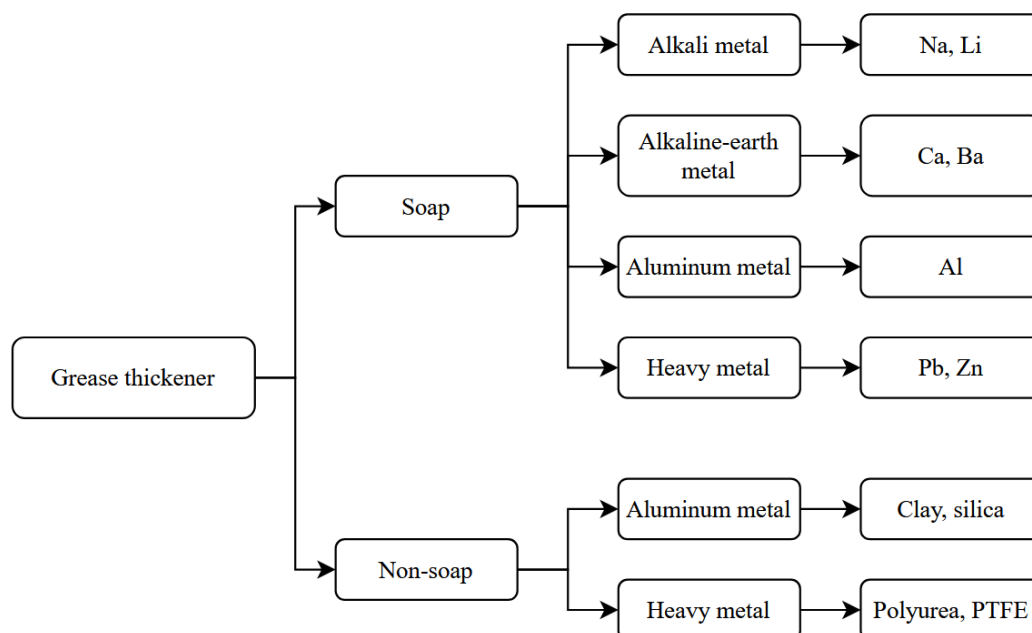 Alkali metal
Na, Li
Alkaline-earth
metal
Ca, Ba
Soap
Aluminum metal
Al
Grease thickener
Heavy metal
Pb, Zn
Aluminum metal
Clay, silica
Non-soap
Heavy metal
Polyurea, PTFE